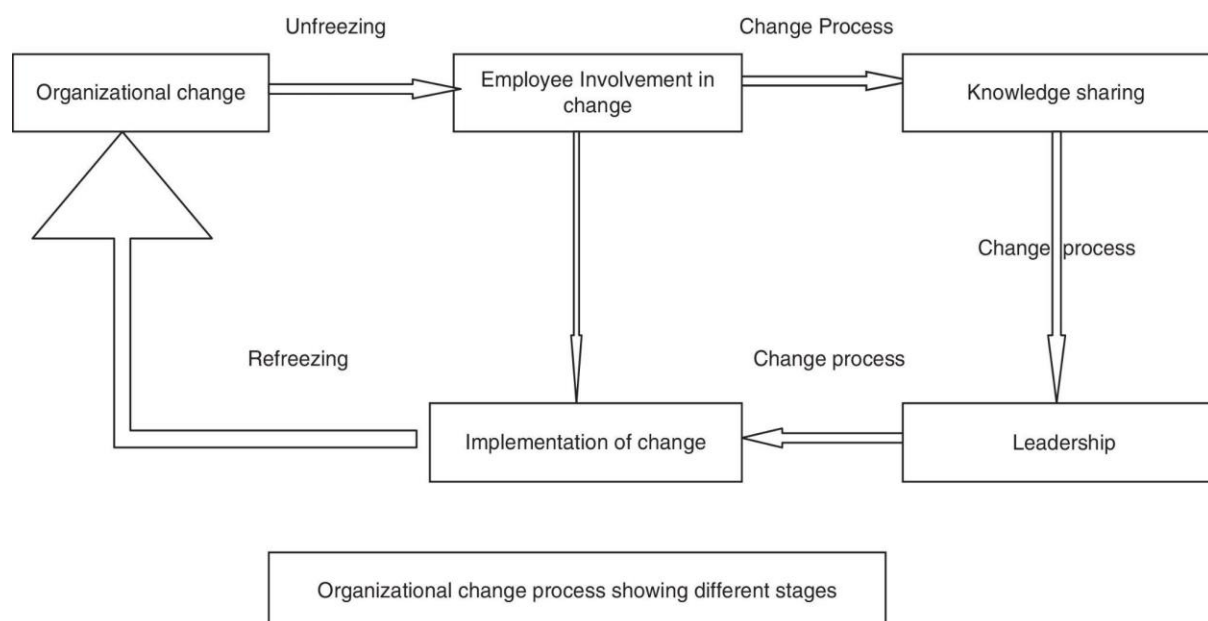 Unfreezing
Change Process
Organizational change
Employee Involvement in
change
Knowledge sharing
Change process
Refreezing
Change process
Implementation of change
Leadership
Organizational change process showing different stages